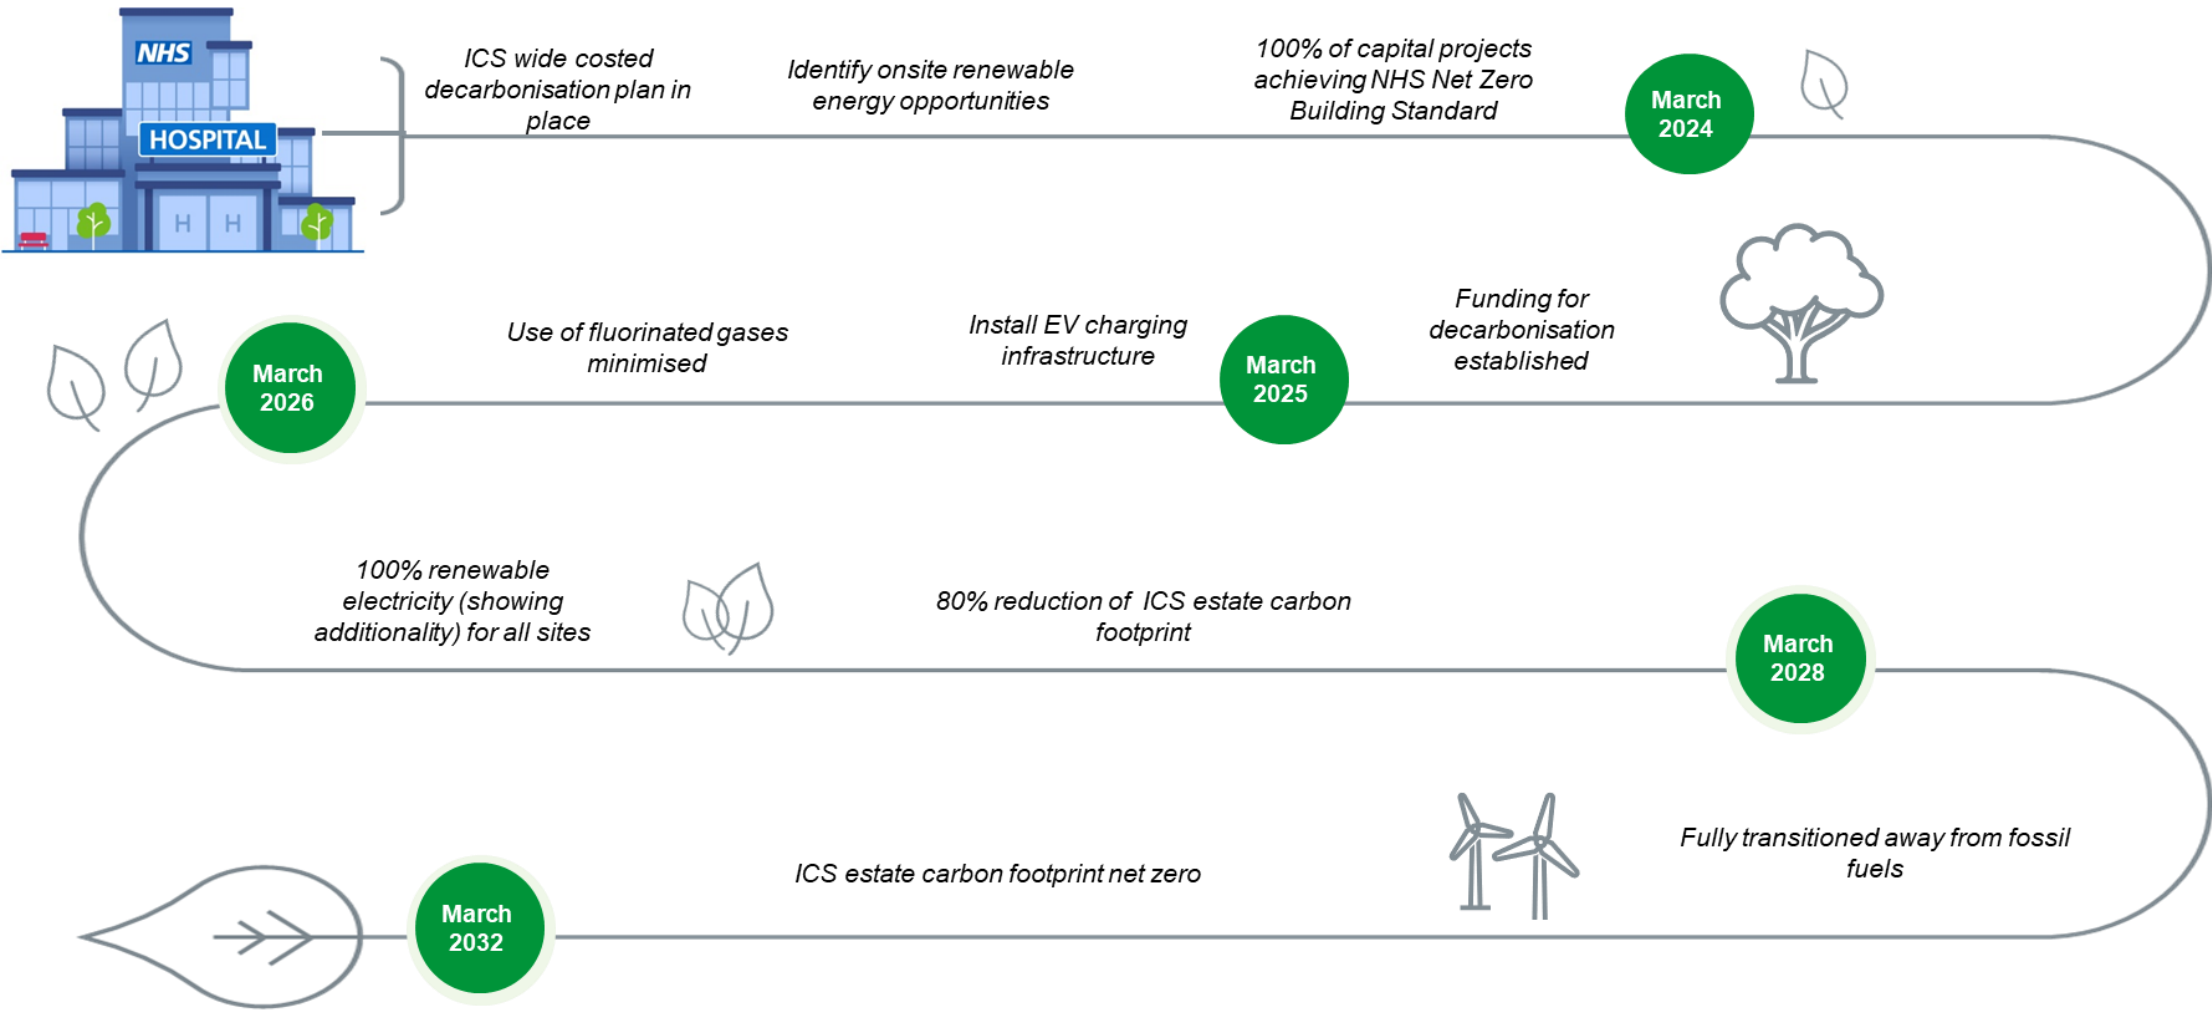 NHS
HOSPITAL
H H
ICS wide costed
decarbonisation plan in
place
Identify onsite renewable
energy opportunities
100% of capital projects
achieving NHS Net Zero
Building Standard
March
2024
Funding for
decarbonisation
established
March
2025
Install EV charging
infrastructure
Use of fluorinated gases
minimised
March
2026
100% renewable
electricity (showing
additionality) for all sites
80% reduction of ICS estate carbon
footprint
March
2028
Fully transitioned away from fossil
fuels
ICS estate carbon footprint net zero
March
2032